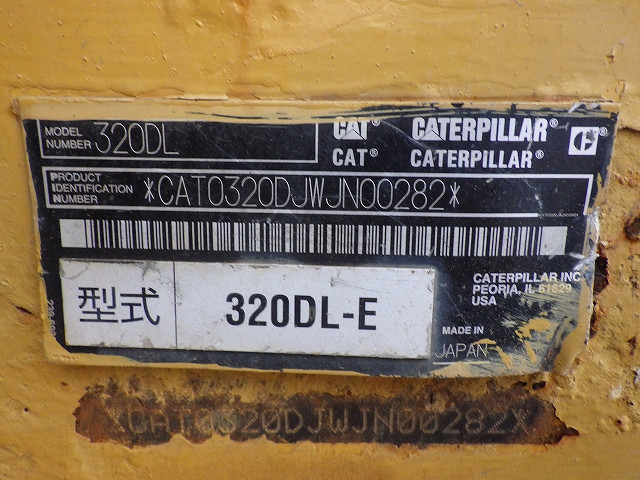 MODEL NUMBER 320DL
CAT® CATERPILLAR®
CAT® CATERPILLAR®
PRODUCT IDENTIFICATION NUMBER *CAT0320DJWJN00282*
型式 320DL-E
CATERPILLAR INC.
PEORIA, IL 61629
USA
MADE IN
JAPAN
*CAT0320DJWJN00282*